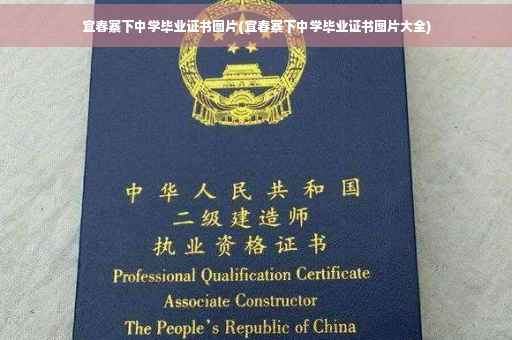 宜春寨下中学毕业证书图片(宜春寨下中学毕业证书图片大全)
中华人民共和国
二级建造师
执业资格证书
Professional Qualification Certificate
Associate Constructor
The People's Republic of China